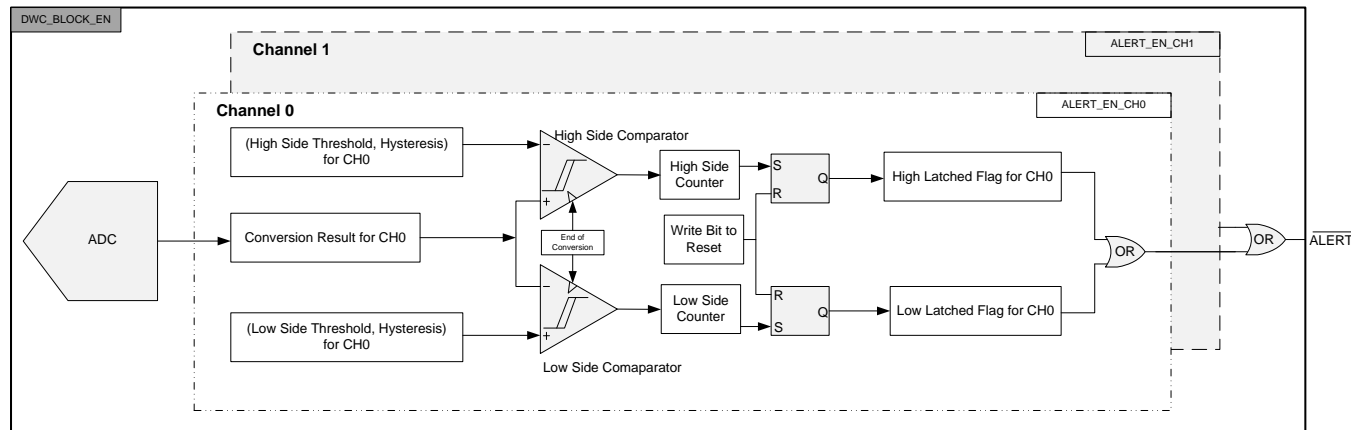 DWC_BLOCK_EN
Channel 1
ALERT_EN_CH1
Channel 0
ALERT_EN_CH0
(High Side Threshold, Hysteresis)
for CH0
−
+
High Side Comparator
High Side
Counter
S
R
Q
High Latched Flag for CH0
ADC
Conversion Result for CH0
End of
Conversion
Write Bit to
Reset
OR
OR
ALERT
(Low Side Threshold, Hysteresis)
for CH0
−
+
Low Side Comaparator
Low Side
Counter
R
S
Q
Low Latched Flag for CH0